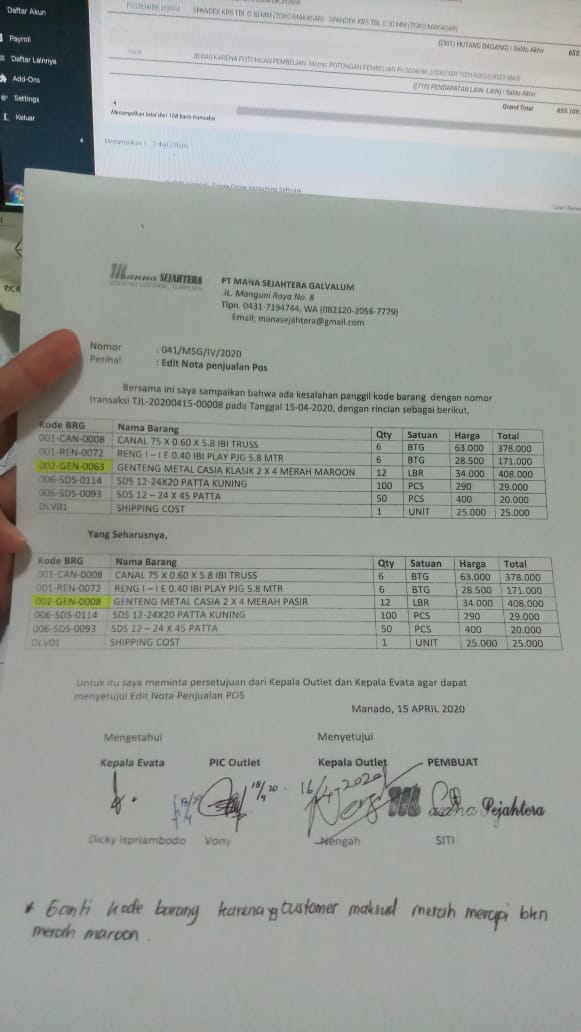 Daftar Akun
Payroll
Daftar Lainnya
Add-Ons
Settings
Keluar
SPANDEK KRS TBL 0.30 MM (TOKO MAKASAR) - SPANDEK KRS TBL 0.30 MM (TOKO MAKASAR)
((301) HUTANG DAGANG) : Saldo Akhir 655.
JB KAS KARENA POTONGAN PEMBELIAN Memo: POTONGAN PEMBELIAN
((710) PENDAPATAN LAIN- LAIN) : Saldo Akhir
Grand Total 655.109.
Menampilkan total dari 108 baris transaksi
BCA
Manna SEJAHTERA
PT MANA SEJAHTERA GALVALUM
JL. Manguni Raya No. 8
Tlpn. 0431-7194744, WA (082120-2056-7779)
Email; manasejahtera@gmail.com
Nomor : 041/MSG/IV/2020
Perihal : Edit Nota penjualan Pos
Bersama ini saya sampaikan bahwa ada kesalahan panggil kode barang dengan nomor
transaksi TJL-20200415-00008 pada Tanggal 15-04-2020, dengan rincian sebagai berikut,
Kode BRG Nama Barang Qty Satuan Harga Total
001-CAN-0008 CANAL 75 X 0.60 X 5.8 IBI TRUSS 6 BTG 63.000 378.000
001-REN-0072 RENG I – I E 0.40 IBI PLAY PJG 5.8 MTR 6 BTG 28.500 171.000
002-GEN-0063 GENTENG METAL CASIA KLASIK 2 X 4 MERAH MAROON 12 LBR 34.000 408.000
006-SDS-0114 SDS 12-24X20 PATTA KUNING 100 PCS 290 29.000
006-SDS-0093 SDS 12 – 24 X 45 PATTA 50 PCS 400 20.000
DLV01 SHIPPING COST 1 UNIT 25.000 25.000
Yang Seharusnya,
Kode BRG Nama Barang Qty Satuan Harga Total
001-CAN-0008 CANAL 75 X 0.60 X 5.8 IBI TRUSS 6 BTG 63.000 378.000
001-REN-0072 RENG I – I E 0.40 IBI PLAY PJG 5.8 MTR 6 BTG 28.500 171.000
002-GEN-0008 GENTENG METAL CASIA 2 X 4 MERAH PASIR 12 LBR 34.000 408.000
006-SDS-0114 SDS 12-24X20 PATTA KUNING 100 PCS 290 29.000
006-SDS-0093 SDS 12 – 24 X 45 PATTA 50 PCS 400 20.000
DLV01 SHIPPING COST 1 UNIT 25.000 25.000
Untuk itu saya meminta persetujuan dari Kepala Outlet dan Kepala Evata agar dapat
menyetujui Edit Nota Penjualan POS
Manado, 15 APRIL 2020
Mengetahui Menyetujui
Kepala Evata PIC Outlet Kepala Outlet PEMBUAT
18/4 20. 16/4-2020 Sejahtera
Dicky Ispriambodo Vony Nengah SITI
* Ganti kode barang karena yg customer maksud merah merapi bkn
merah maroon.